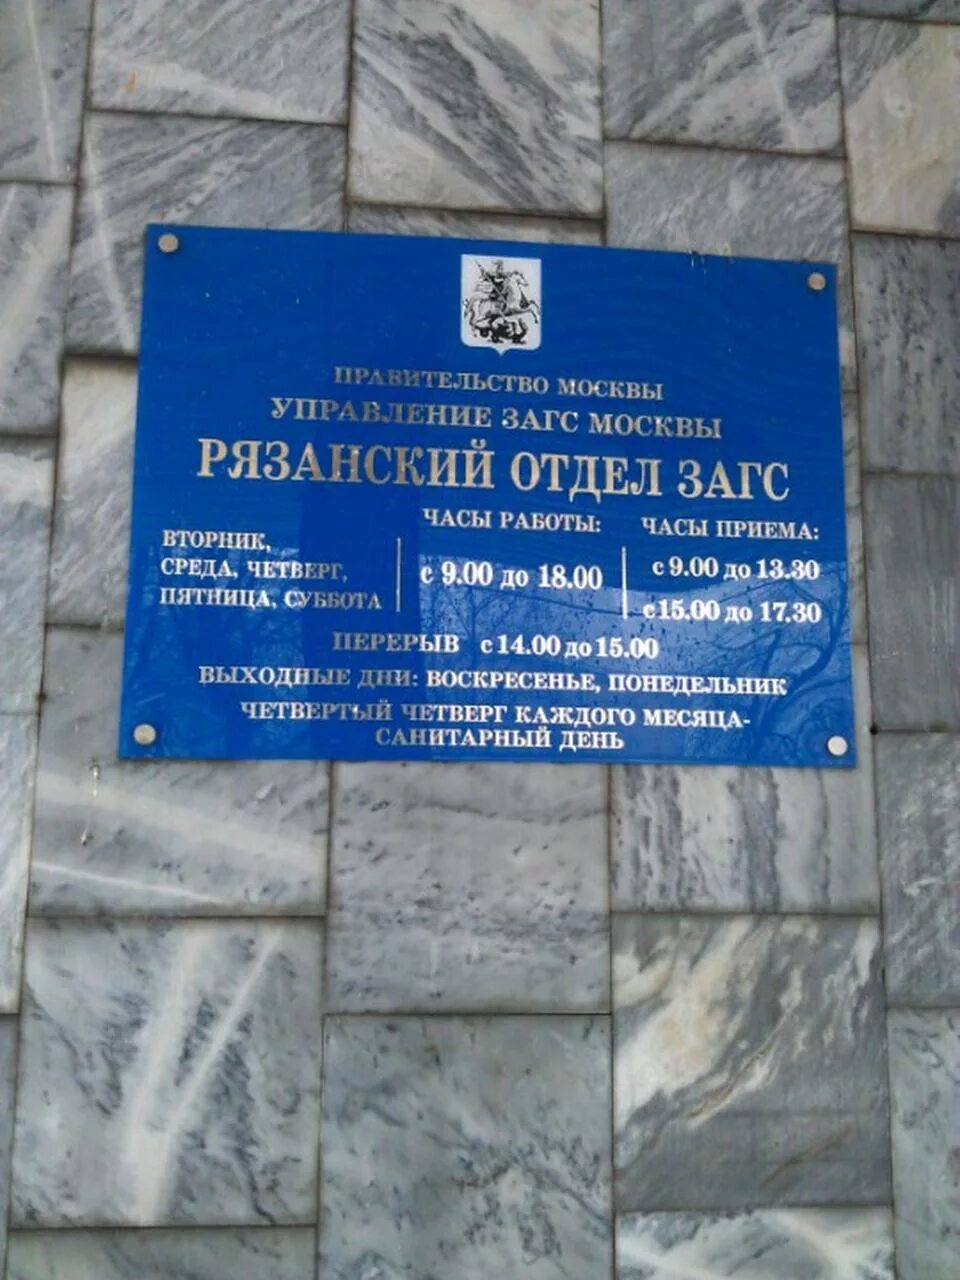 ПРАВИТЕЛЬСТВО МОСКВЫ
УПРАВЛЕНИЕ ЗАГС МОСКВЫ
РЯЗАНСКИЙ ОТДЕЛ ЗАГС
ЧАСЫ РАБОТЫ: ЧАСЫ ПРИЕМА:
ВТОРНИК,
СРЕДА, ЧЕТВЕРГ,
ПЯТНИЦА, СУББОТА
с 9.00 до 18.00
с 9.00 до 13.30
с 15.00 до 17.30
ПЕРЕРЫВ с 14.00 до 15.00
ВЫХОДНЫЕ ДНИ: ВОСКРЕСЕНЬЕ, ПОНЕДЕЛЬНИК
ЧЕТВЕРТЫЙ ЧЕТВЕРГ КАЖДОГО МЕСЯЦА-
САНИТАРНЫЙ ДЕНЬ